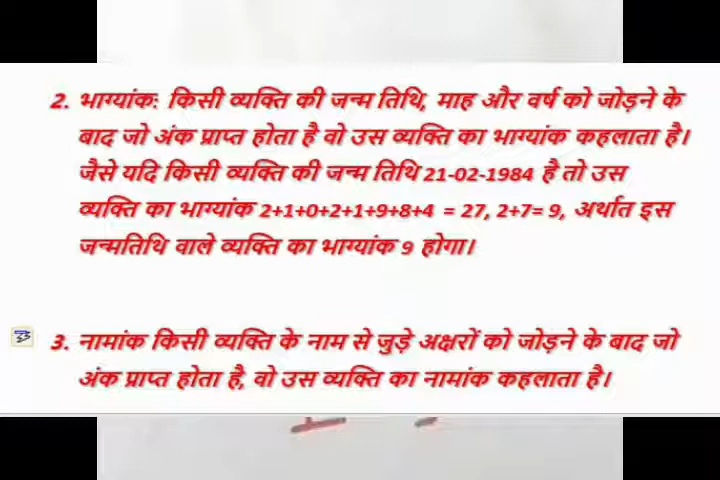 2. भाग्यांक: किसी व्यक्ति की जन्म तिथि, माह और वर्ष को जोड़ने के
बाद जो अंक प्राप्त होता है वो उस व्यक्ति का भाग्यांक कहलाता है।
जैसे यदि किसी व्यक्ति की जन्म तिथि 21-02-1984 है तो उस
व्यक्ति का भाग्यांक 2+1+0+2+1+9+8+4 = 27, 2+7= 9, अर्थात इस
जन्मतिथि वाले व्यक्ति का भाग्यांक 9 होगा।
3. नामांक किसी व्यक्ति के नाम से जुड़े अक्षरों को जोड़ने के बाद जो
अंक प्राप्त होता है, वो उस व्यक्ति का नामांक कहलाता है।